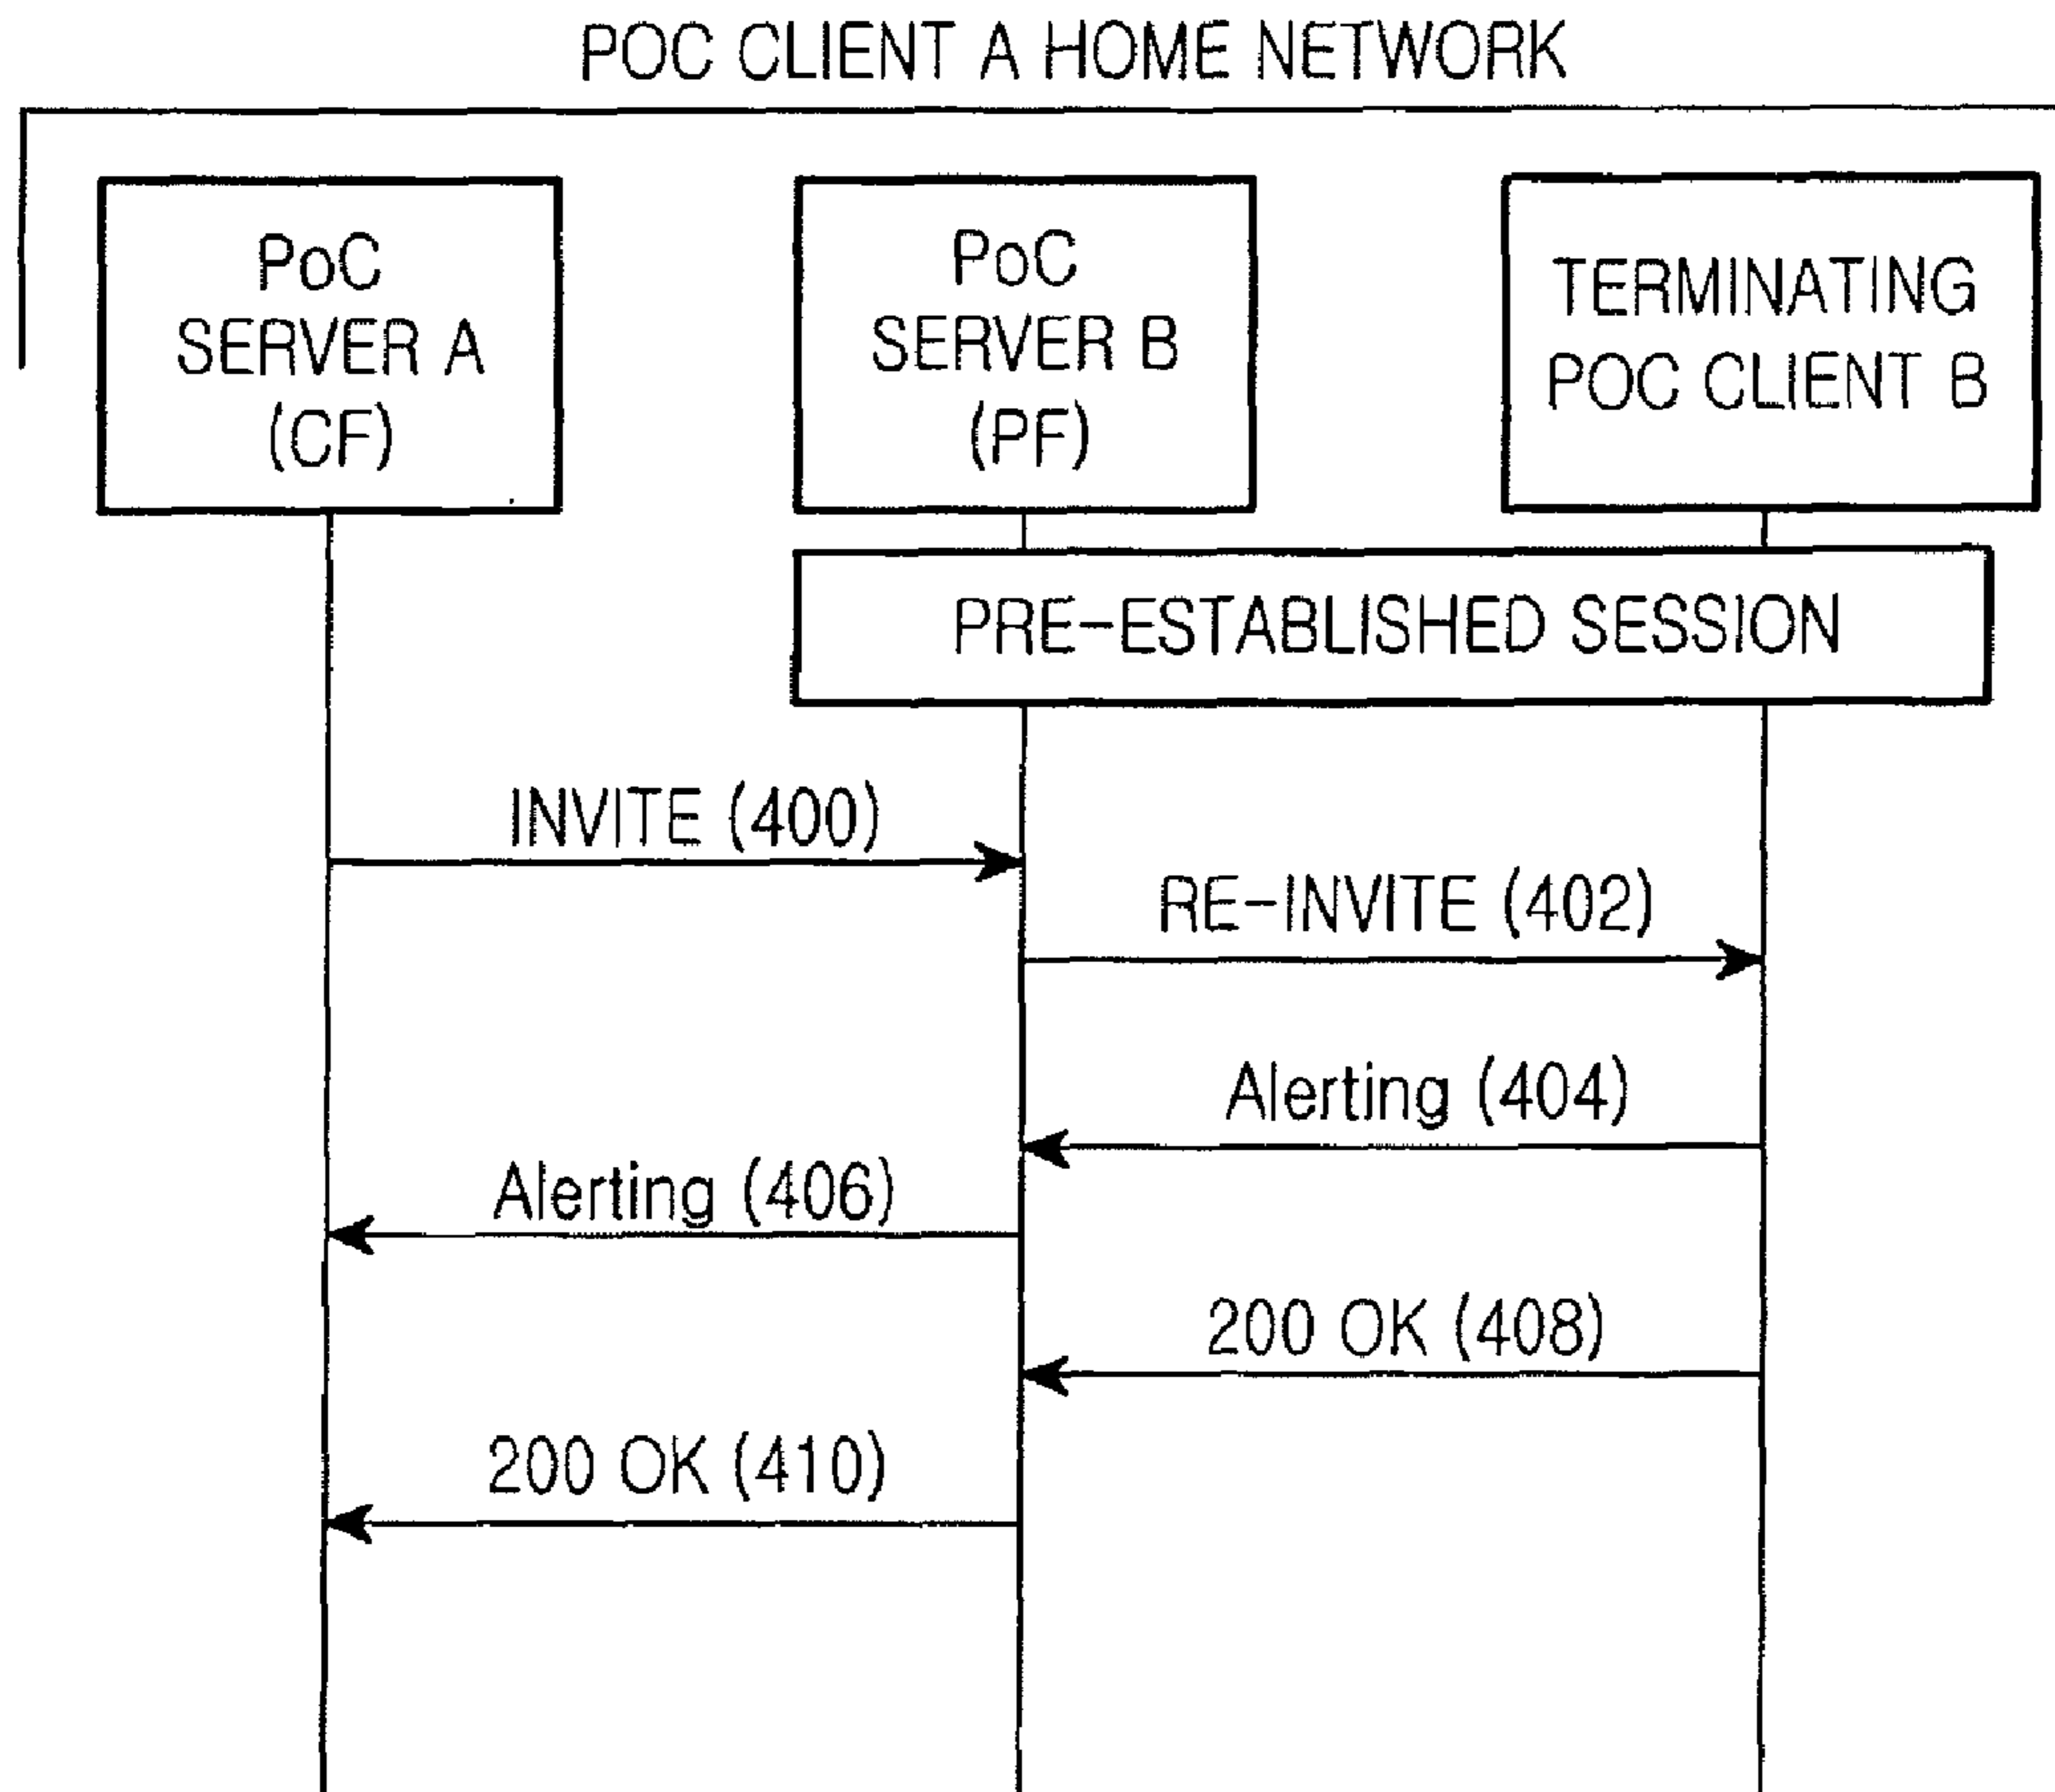 POC CLIENT A HOME NETWORK
PoC
SERVER A
(CF)
PoC
SERVER B
(PF)
TERMINATING
POC CLIENT B
PRE-ESTABLISHED SESSION
INVITE (400)
RE-INVITE (402)
Alerting (404)
Alerting (406)
200 OK (408)
200 OK (410)